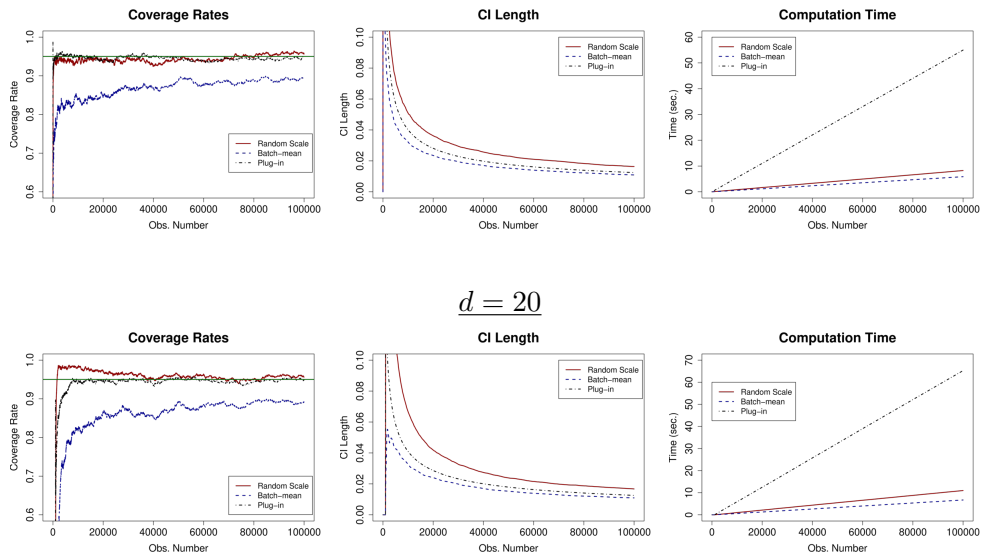 Coverage Rates
Coverage Rate
0.6
0.7
0.8
0.9
1.0
Random Scale
Batch−mean
Plug−in
0
20000
40000
60000
80000
100000
Obs. Number
CI Length
CI Length
0.00
0.02
0.04
0.06
0.08
0.10
Random Scale
Batch−mean
Plug−in
0
20000
40000
60000
80000
100000
Obs. Number
Computation Time
Time (sec.)
0
10
20
30
40
50
60
Random Scale
Batch−mean
Plug−in
0
20000
40000
60000
80000
100000
Obs. Number
d = 20
Coverage Rates
Coverage Rate
0.6
0.7
0.8
0.9
1.0
Random Scale
Batch−mean
Plug−in
0
20000
40000
60000
80000
100000
Obs. Number
CI Length
CI Length
0.00
0.02
0.04
0.06
0.08
0.10
Random Scale
Batch−mean
Plug−in
0
20000
40000
60000
80000
100000
Obs. Number
Computation Time
Time (sec.)
0
10
20
30
40
50
60
70
Random Scale
Batch−mean
Plug−in
0
20000
40000
60000
80000
100000
Obs. Number